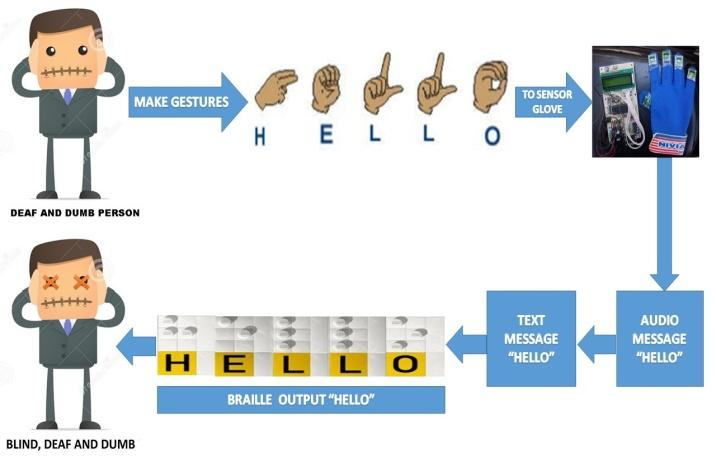 MAKE GESTURES
H E L L O
TO SENSOR
GLOVE
NIVIA
DEAF AND DUMB PERSON
AUDIO
MESSAGE
“HELLO”
TEXT
MESSAGE
“HELLO”
H E L L O
BRAILLE OUTPUT “HELLO”
BLIND, DEAF AND DUMB